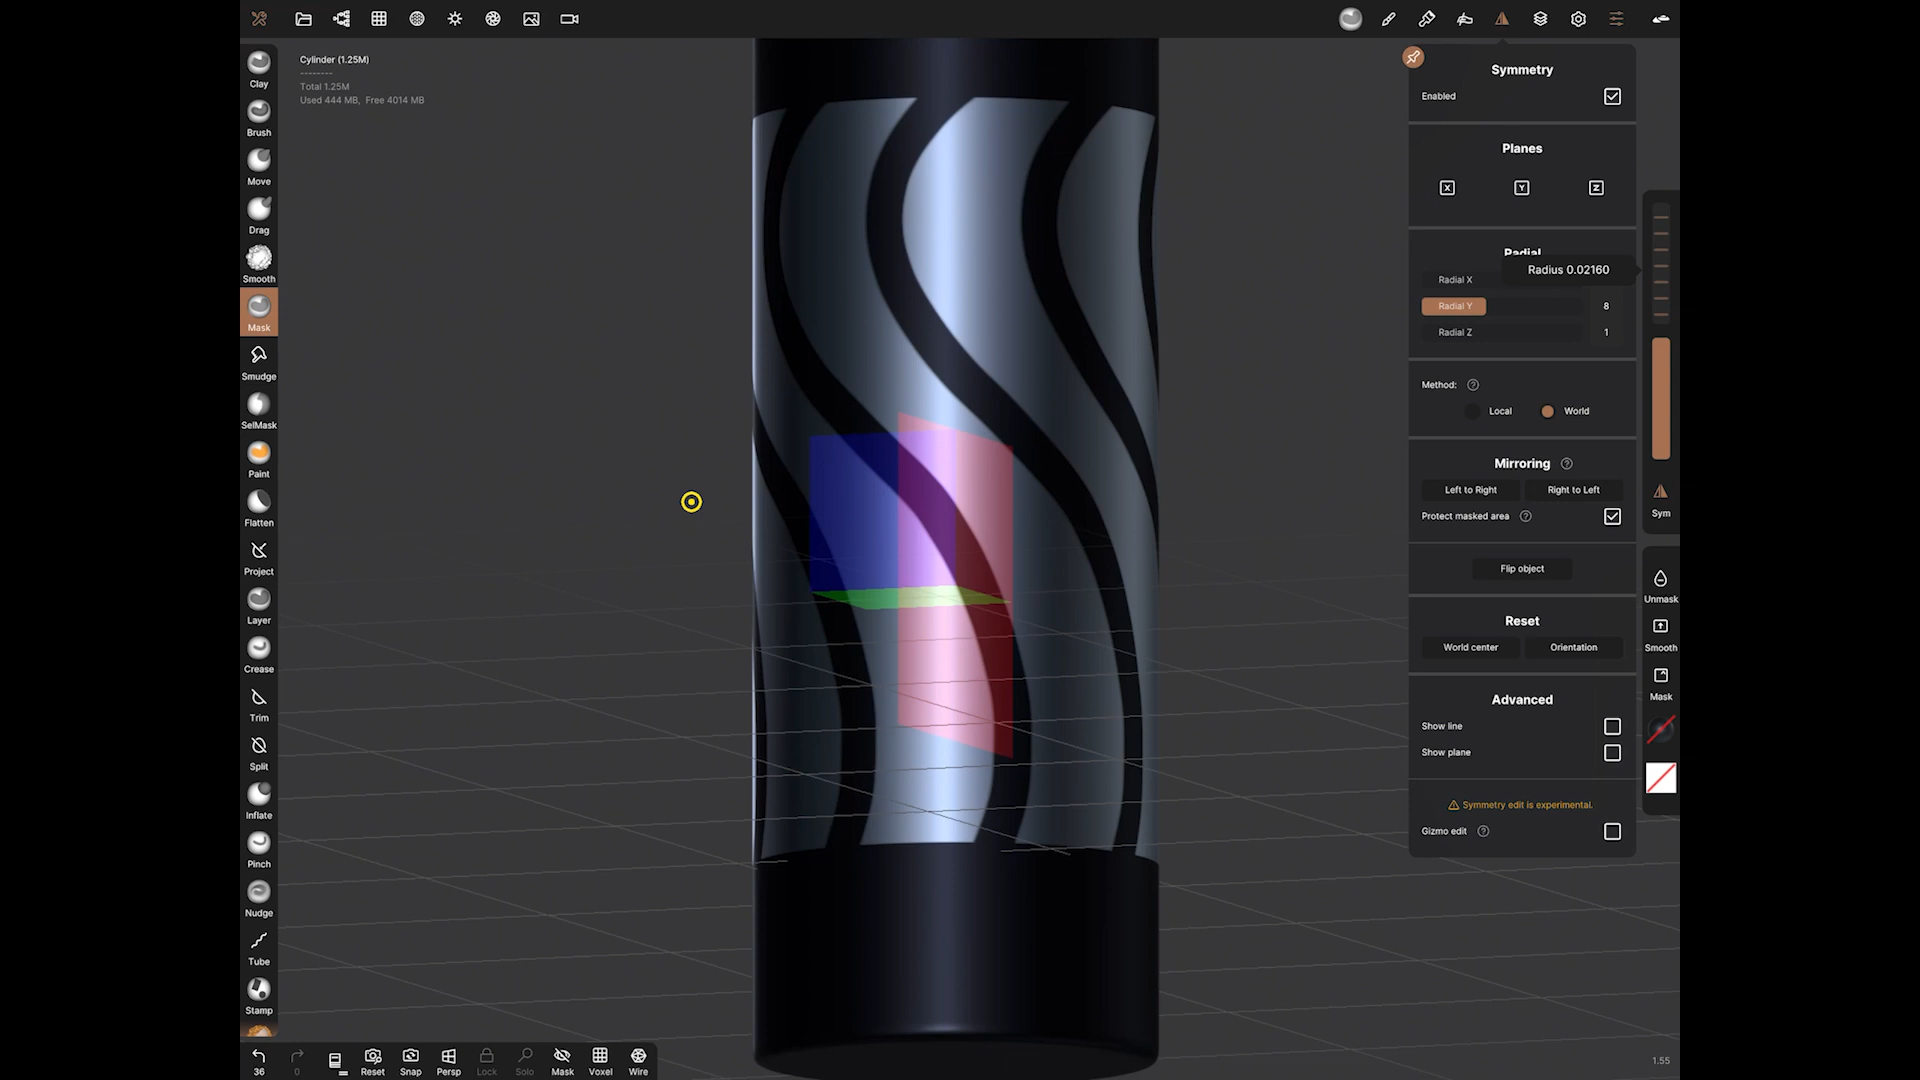 Cylinder (1.25M)
--------
Total 1.25M
Used 444 MB, Free 4014 MB
Clay
Brush
Move
Drag
Smooth
Mask
Smudge
SelMask
Paint
Flatten
Project
Layer
Crease
Trim
Split
Inflate
Pinch
Nudge
Tube
Stamp
36
0
Reset
Snap
Persp
Lock
Solo
Mask
Voxel
Wire
Symmetry
Enabled
Planes
X Y Z
Radial
Radius 0.02160
Radial X
Radial Y 8
Radial Z 1
Method: ?
Local World
Mirroring ?
Left to Right Right to Left
Protect masked area ?
Flip object
Reset
World center Orientation
Advanced
Show line
Show plane
Symmetry edit is experimental.
Gizmo edit ?
Sym
Unmask
Smooth
Mask
1.55